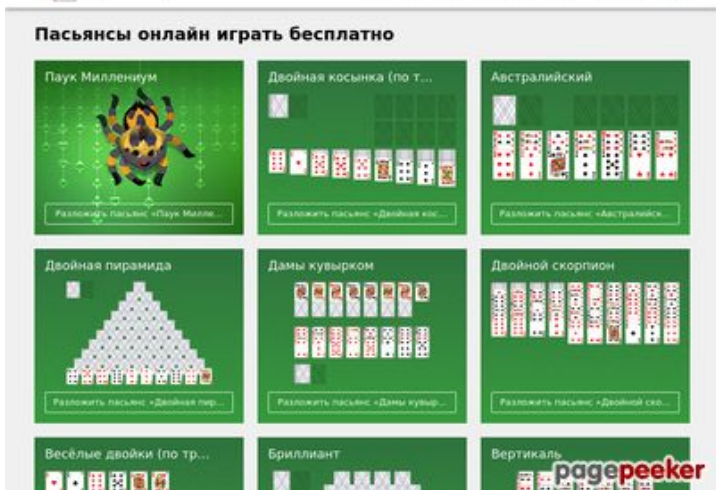 Пасьянсы онлайн играть бесплатно
Паук Миллениум
Двойная косынка (по т...
Австралийский
Разложить пасьянс «Паук Милле...
Разложить пасьянс «Двойная кос...
Разложить пасьянс «Австралийск...
Двойная пирамида
Дамы кувырком
Двойной скорпион
Разложить пасьянс «Двойная пир...
Разложить пасьянс «Дамы кувыр...
Разложить пасьянс «Двойной ско...
Весёлые двойки (по тр...
Бриллиант
Вертикаль
pagepeeker